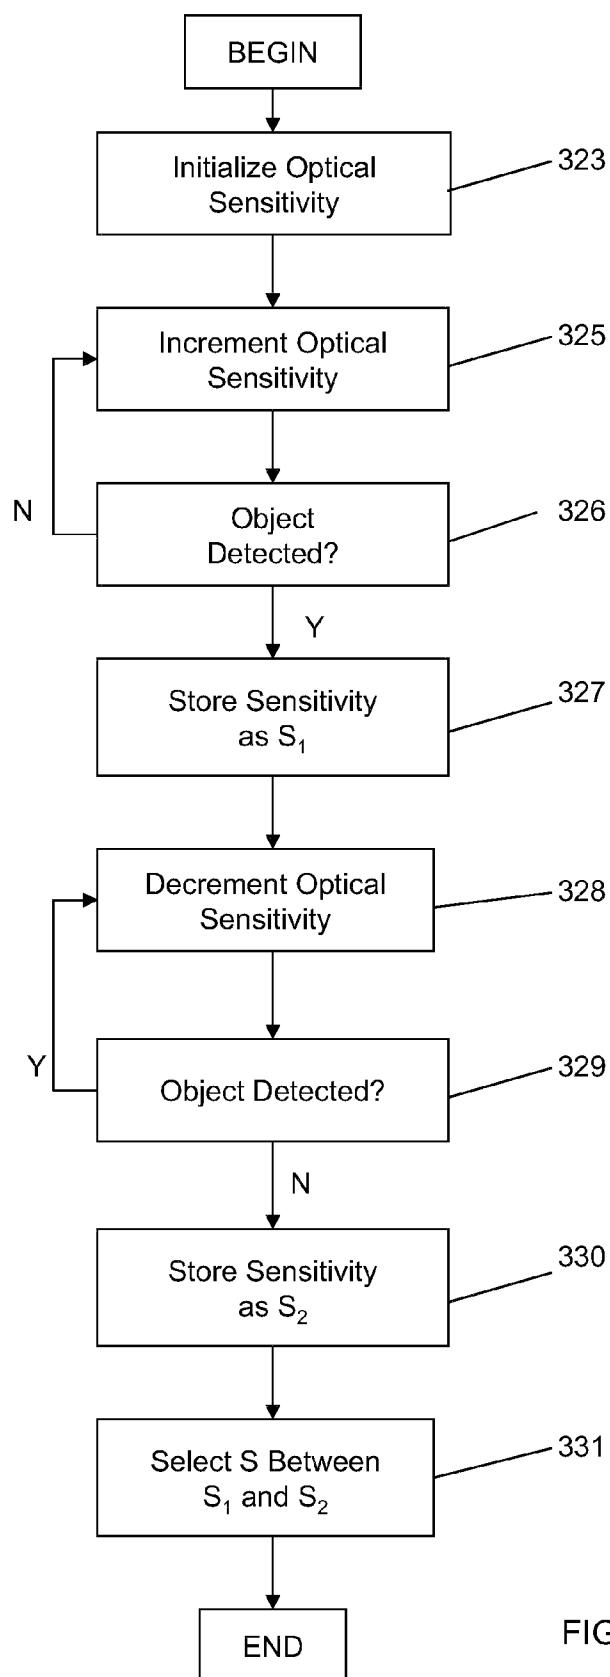 BEGIN
Initialize Optical
Sensitivity
323
Increment Optical
Sensitivity
325
N
Object
Detected?
326
Y
Store Sensitivity
as S₁
327
Decrement Optical
Sensitivity
328
Y
Object Detected?
329
N
Store Sensitivity
as S₂
330
Select S Between
S₁ and S₂
331
END
FIG